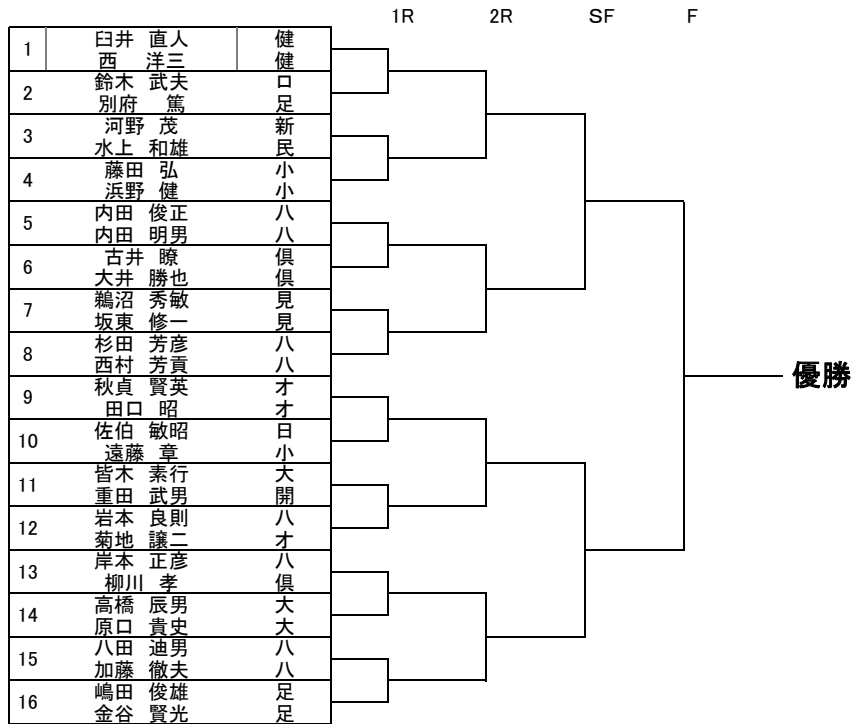 1R 2R SF F
1 臼井 直人 健
西 洋三 健
2 鈴木 武夫 ロ
別府 篤 足
3 河野 茂 新
水上 和雄 民
4 藤田 弘 小
浜野 健 小
5 内田 俊正 八
内田 明男 八
6 古井 瞭 倶
大井 勝也 倶
7 鵜沼 秀敏 見
坂東 修一 見
8 杉田 芳彦 八
西村 芳貢 八
9 秋貞 賢英 才
田口 昭 才
10 佐伯 敏昭 日
遠藤 章 小
11 皆木 素行 大
重田 武男 開
12 岩本 良則 八
菊地 譲二 才
13 岸本 正彦 八
柳川 孝 倶
14 高橋 辰男 大
原口 貴史 大
15 八田 迪男 八
加藤 徹夫 八
16 嶋田 俊雄 足
金谷 賢光 足
優勝